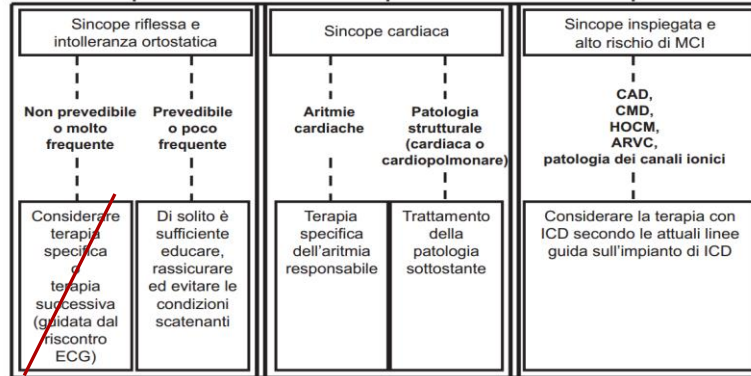 Sincope riflessa e
intolleranza ortostatica
Non prevedibile
o molto
frequente
Prevedibile
o poco
frequente
Considerare
terapia
specifica
o
terapia
successiva
(guidata dal
riscontro
ECG)
Di solito è
sufficiente
educare,
rassicurare
ed evitare le
condizioni
scatenanti
Sincope cardiaca
Aritmie
cardiache
Patologia
strutturale
(cardiaca o
cardiopolmonare)
Terapia
specifica
dell'aritmia
responsabile
Trattamento
della
patologia
sottostante
Sincope inspiegata e
alto rischio di MCI
CAD,
CMD,
HOCM,
ARVC,
patologia dei canali ionici
Considerare la terapia con
ICD secondo le attuali linee
guida sull'impianto di ICD